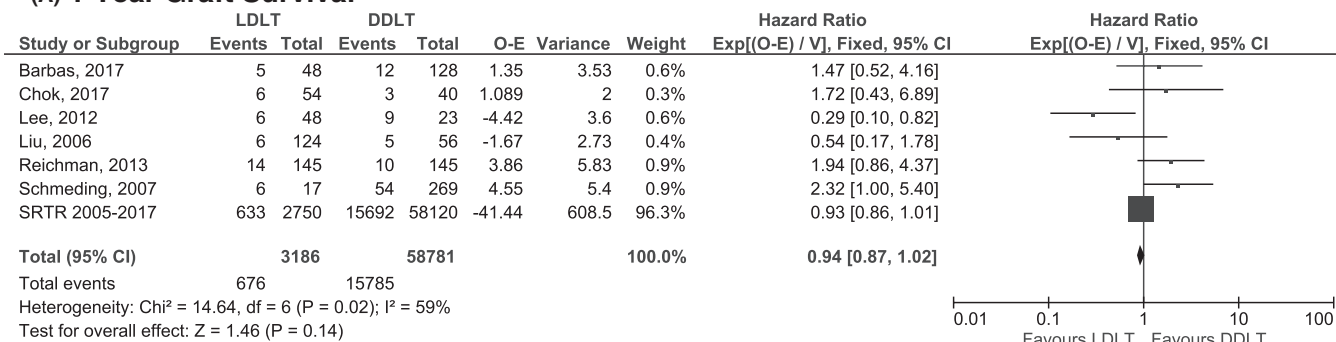 (A) 1-Year Graft Survival
LDLT DDLT Hazard Ratio Hazard Ratio
Study or Subgroup Events Total Events Total O-E Variance Weight Exp[(O-E) / V], Fixed, 95% CI Exp[(O-E) / V], Fixed, 95% CI
Barbas, 2017 5 48 12 128 1.35 3.53 0.6% 1.47 [0.52, 4.16]
Chok, 2017 6 54 3 40 1.089 2 0.3% 1.72 [0.43, 6.89]
Lee, 2012 6 48 9 23 -4.42 3.6 0.6% 0.29 [0.10, 0.82]
Liu, 2006 6 124 5 56 -1.67 2.73 0.4% 0.54 [0.17, 1.78]
Reichman, 2013 14 145 10 145 3.86 5.83 0.9% 1.94 [0.86, 4.37]
Schmeding, 2007 6 17 54 269 4.55 5.4 0.9% 2.32 [1.00, 5.40]
SRTR 2005-2017 633 2750 15692 58120 -41.44 608.5 96.3% 0.93 [0.86, 1.01]
Total (95% CI) 3186 58781 100.0% 0.94 [0.87, 1.02]
Total events 676 15785
Heterogeneity: Chi² = 14.64, df = 6 (P = 0.02); I² = 59%
Test for overall effect: Z = 1.46 (P = 0.14)
0.01 0.1 1 10 100
Favours LDLT Favours DDLT